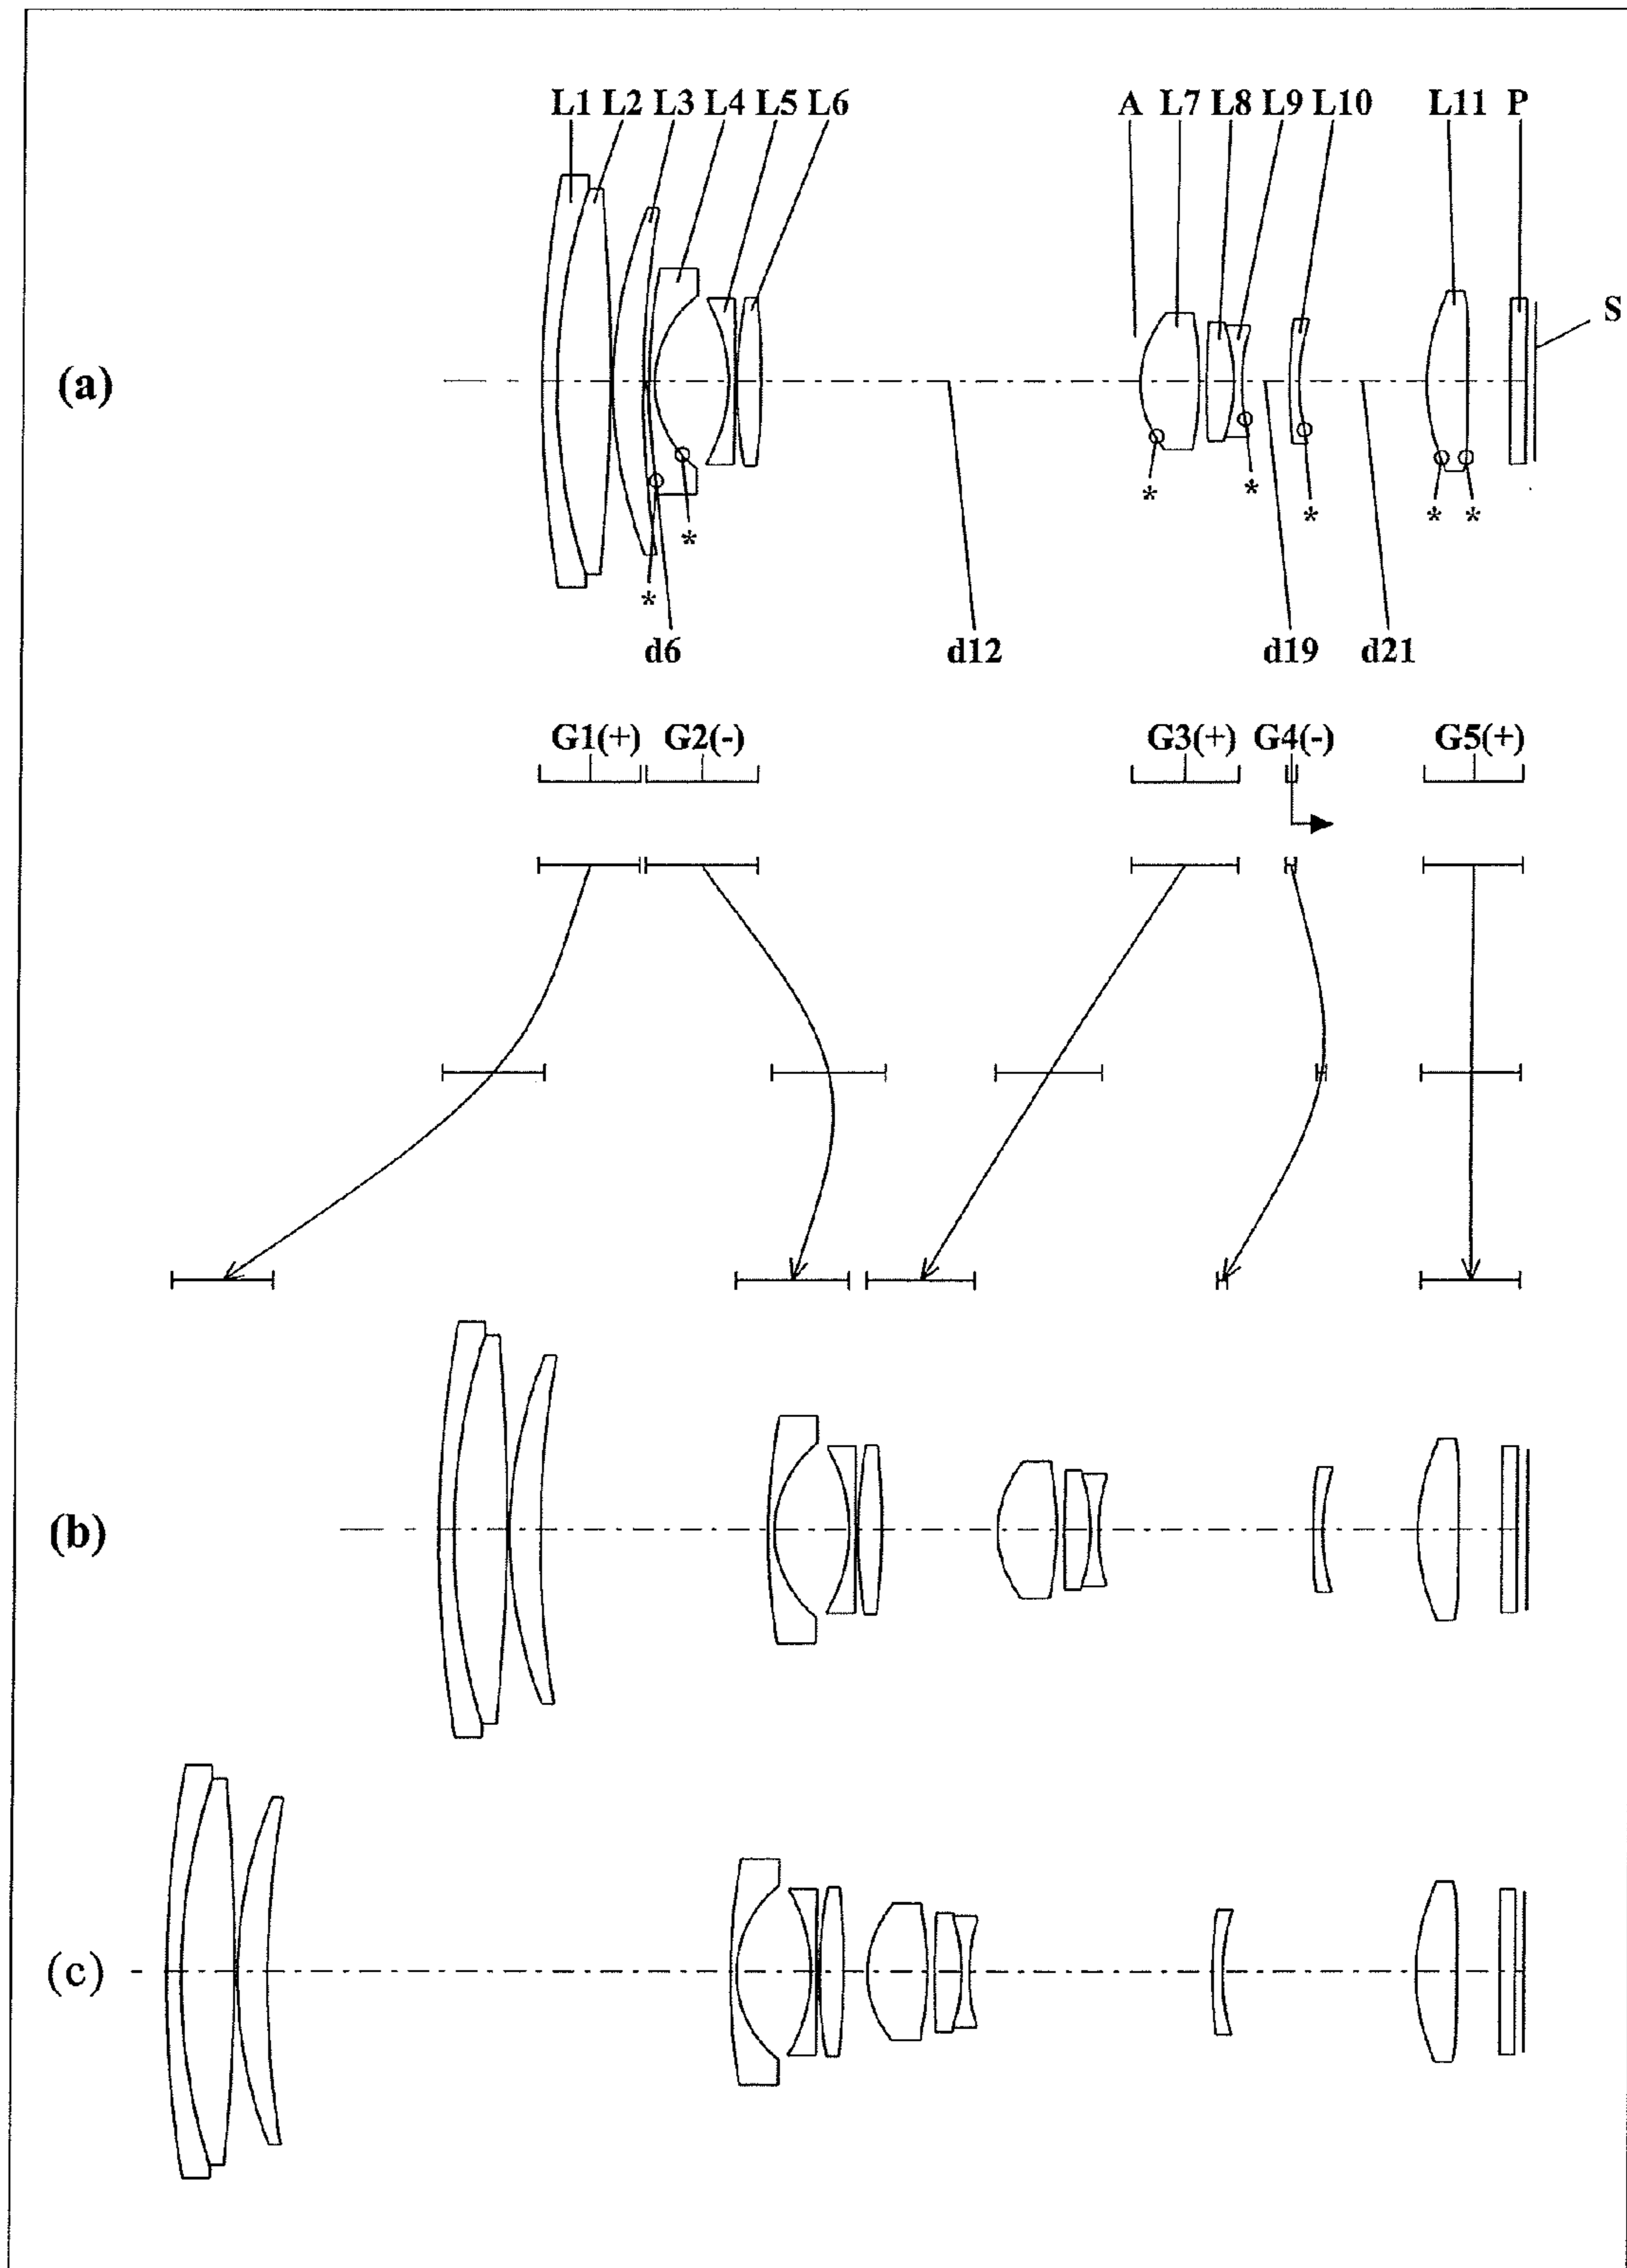 L1 L2 L3 L4 L5 L6 A L7 L8 L9 L10 L11 P
S
(a)
* * * *
* * *
*
d6 d12 d19 d21
G1(+) G2(-) G3(+) G4(-) G5(+)
(b)
(c)